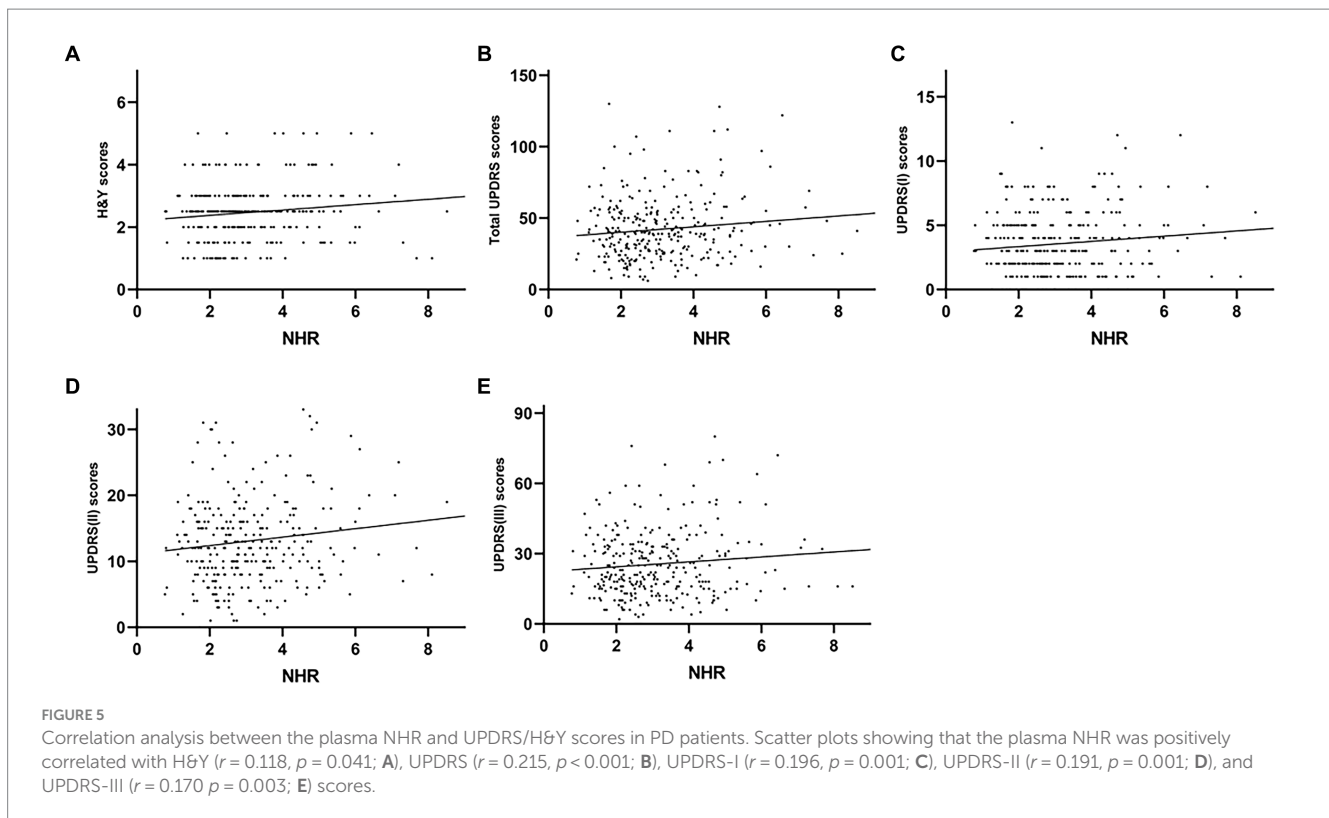 A
H&Y scores
6
4
2
0
0 2 4 6 8
NHR
B
Total UPDRS scores
150
100
50
0
0 2 4 6 8
NHR
C
UPDRS(I) scores
15
10
5
0
0 2 4 6 8
NHR
D
UPDRS(II) scores
30
20
10
0
0 2 4 6 8
NHR
E
UPDRS(III) scores
90
60
30
0
0 2 4 6 8
NHR
FIGURE 5
Correlation analysis between the plasma NHR and UPDRS/H&Y scores in PD patients. Scatter plots showing that the plasma NHR was positively
correlated with H&Y (r = 0.118, p = 0.041; A), UPDRS (r = 0.215, p < 0.001; B), UPDRS-I (r = 0.196, p = 0.001; C), UPDRS-II (r = 0.191, p = 0.001; D), and
UPDRS-III (r = 0.170 p = 0.003; E) scores.